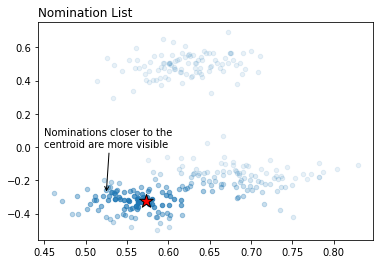 Nomination List
0.6
0.4
0.2
0.0
−0.2
−0.4
Nominations closer to the
centroid are more visible
0.45 0.50 0.55 0.60 0.65 0.70 0.75 0.80